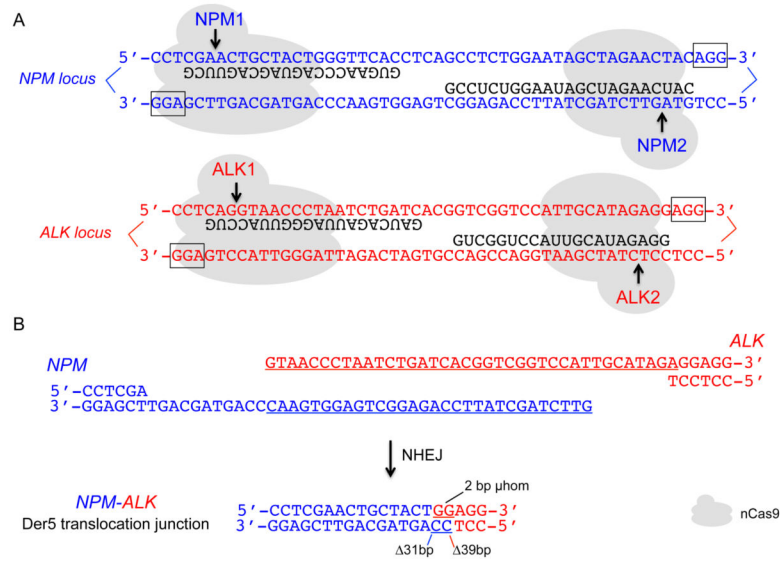 A
NPM1
5′-CCTCGAACTGCTACTGGGTTCACCTCAGCCTCTGGAATAGCTAGAACTACAGG-3′
GUGAACCCAGUAGCAGUUCG
NPM locus
GCCUCUGGAAUAGCUAGAACUAC
3′-GGAGCTTGACGATGACCCAAGTGGAGTCGGAGACCTTATCGATCTTGATGTCC-5′
NPM2
ALK1
5′-CCTCAGGTAACCCTAATCTGATCACGGTCGGTCCATTGCATAGAGGAGG-3′
GAUCAGAUUAGGGUUACCUG
ALK locus
GUCGGUCCAUUGCAUAGAGG
3′-GGAGTCCATTGGGATTAGACTAGTGCCAGCCAGGTAAGCTATCTCCTCC-5′
ALK2
B
ALK
GTAACCCTAATCTGATCACGGTCGGTCCATTGCATAGAGGAGG-3′
NPM
TCCTCC-5′
5′-CCTCGA
3′-GGAGCTTGACGATGACCCAAGTGGAGTCGGAGACCTTATCGATCTTG
NHEJ
2 bp µhom
NPM-ALK
5′-CCTCGAACTGCTACTGGAGG-3′
Der5 translocation junction
3′-GGAGCTTGACGATGACCTCC-5′
nCas9
Δ31bp Δ39bp